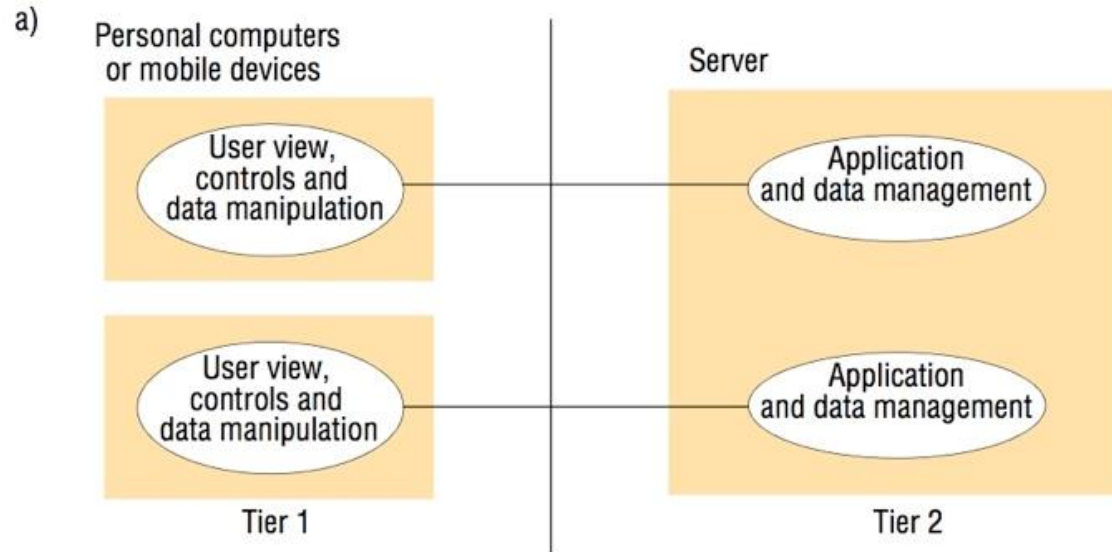 a)
Personal computers
or mobile devices
Server
User view,
controls and
data manipulation
Application
and data management
User view,
controls and
data manipulation
Application
and data management
Tier 1
Tier 2